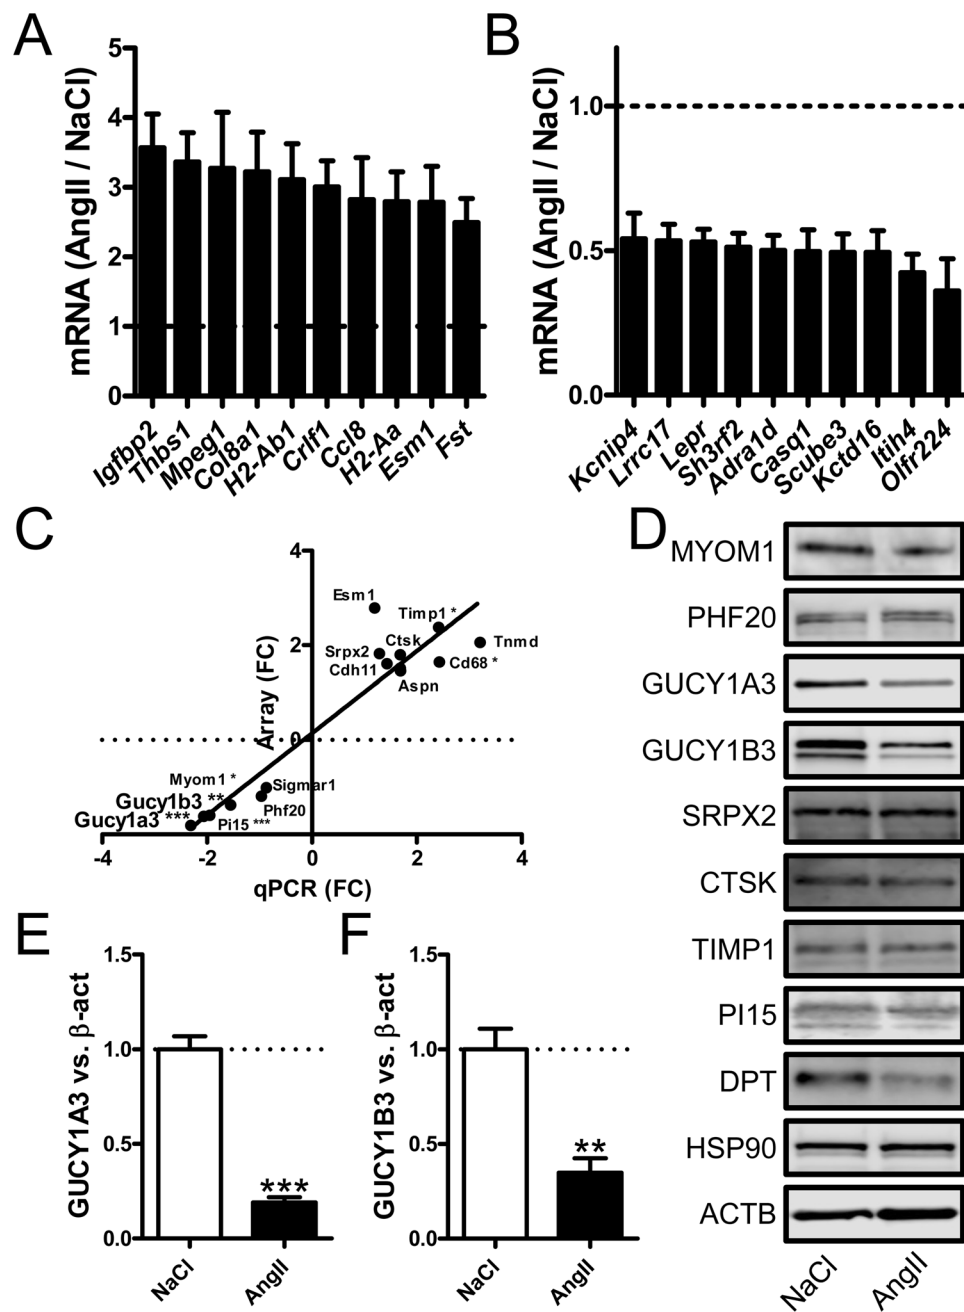 A
mRNA (AngII / NaCl)
5
4
3
2
1
0
Igfbp2
Thbs1
Mpeg1
Col8a1
H2-Ab1
Crlf1
Ccl8
H2-Aa
Esm1
Fst
B
mRNA (AngII / NaCl)
1.0
0.5
0.0
Kcnip4
Lrrc17
Lepr
Sh3rf2
Adra1d
Casq1
Scube3
Kctd16
Itih4
Olfr224
C
Array (FC)
4
2
0
Esm1
Timp1 *
Tnmd
Srpx2
Ctsk
Cdh11
Cd68 *
Aspn
Myom1 *
Sigmar1
Gucy1b3 **
Phf20
Gucy1a3 ***
Pi15 ***
-4
-2
0
2
4
qPCR (FC)
D
MYOM1
PHF20
GUCY1A3
GUCY1B3
SRPX2
CTSK
TIMP1
PI15
DPT
HSP90
ACTB
NaCl
AngII
E
GUCY1A3 vs. β-act
1.5
1.0
0.5
0.0
***
NaCl
AngII
F
GUCY1B3 vs. β-act
1.5
1.0
0.5
0.0
**
NaCl
AngII